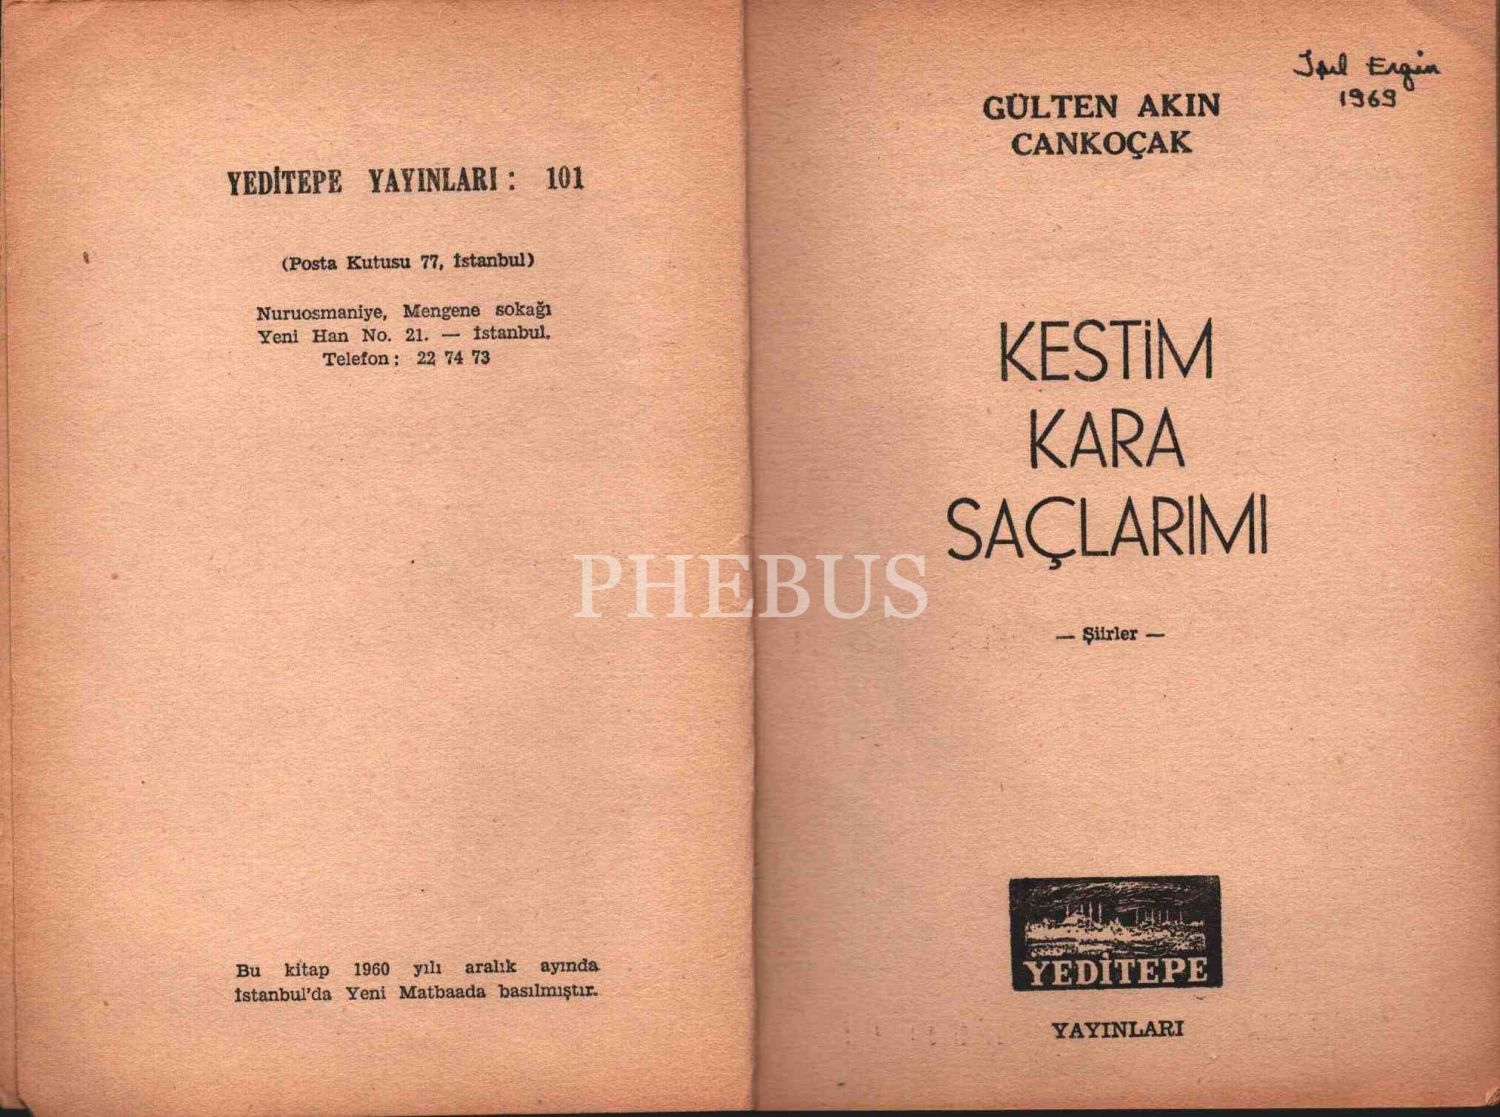 YEDİTEPE YAYINLARI : 101
(Posta Kutusu 77, İstanbul)
Nuruosmaniye, Mengene sokağı
Yeni Han No. 21. — İstanbul.
Telefon : 22 74 73
Bu kitap 1960 yılı aralık ayında
İstanbul'da Yeni Matbaada basılmıştır.
Ergin
1969
GÜLTEN AKIN
CANKOÇAK
KESTİM
KARA
SAÇLARIMI
— Şiirler —
YEDİTEPE
YAYINLARI
PHEBUS